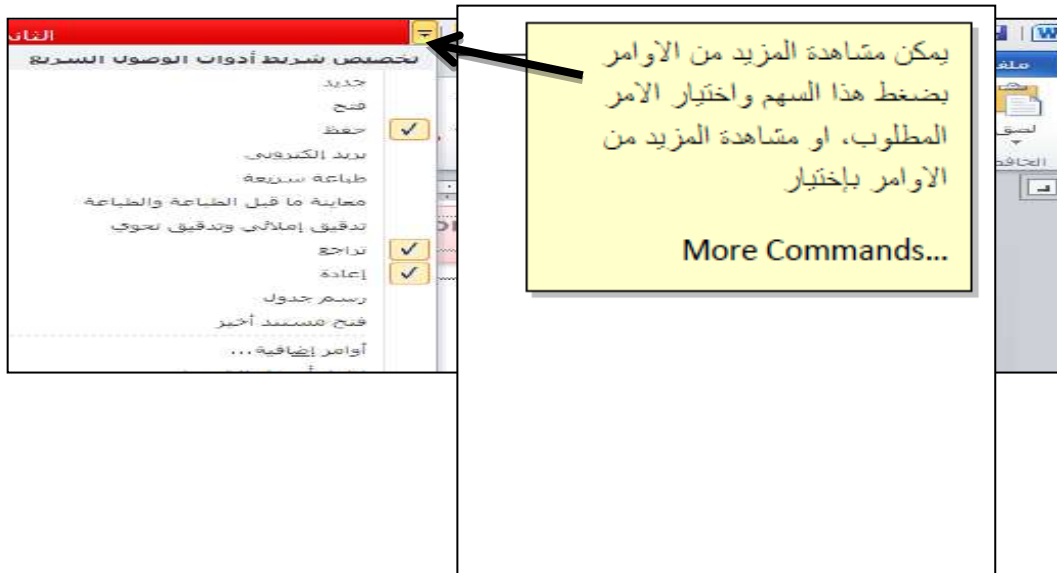 ملف
لصق
الحافظة
يمكن مشاهدة المزيد من الاوامر
بضغط هذا السهم واختيار الامر
المطلوب، او مشاهدة المزيد من
الاوامر بإختيار
More Commands...
تخصيص شريط أدوات الوصول السريع
جديد
فتح
حفظ
بريد إلكتروني
طباعة سريعة
معاينة ما قبل الطباعة والطباعة
تدقيق إملائي وتدقيق نحوي
تراجع
إعادة
رسم جدول
فتح مستند أخير
أوامر إضافية...